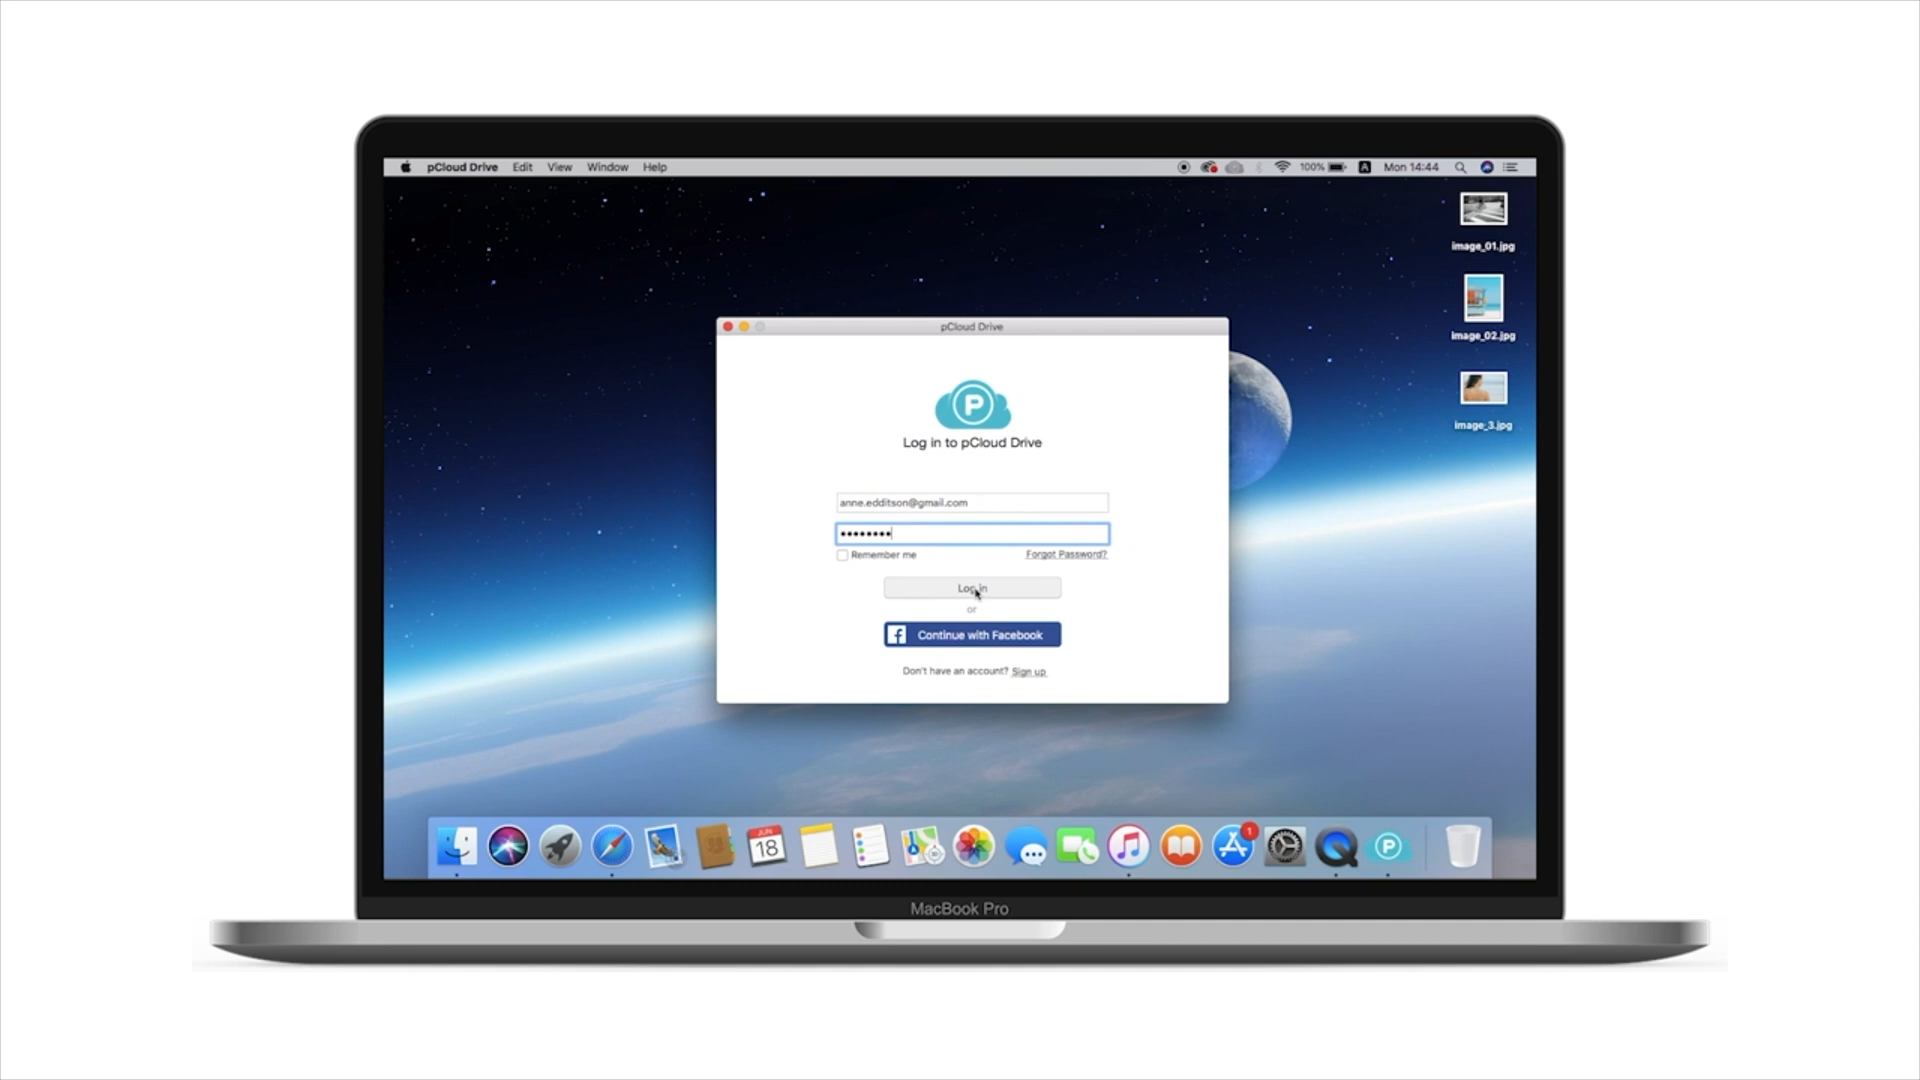 pCloud Drive Edit View Window Help 100% A Mon 14:44
image_01.jpg
image_02.jpg
image_3.jpg
pCloud Drive
P
Log in to pCloud Drive
anne.edditson@gmail.com
Remember me Forgot Password?
Log in
or
f Continue with Facebook
Don't have an account? Sign up
JUN
18
1
P
MacBook Pro